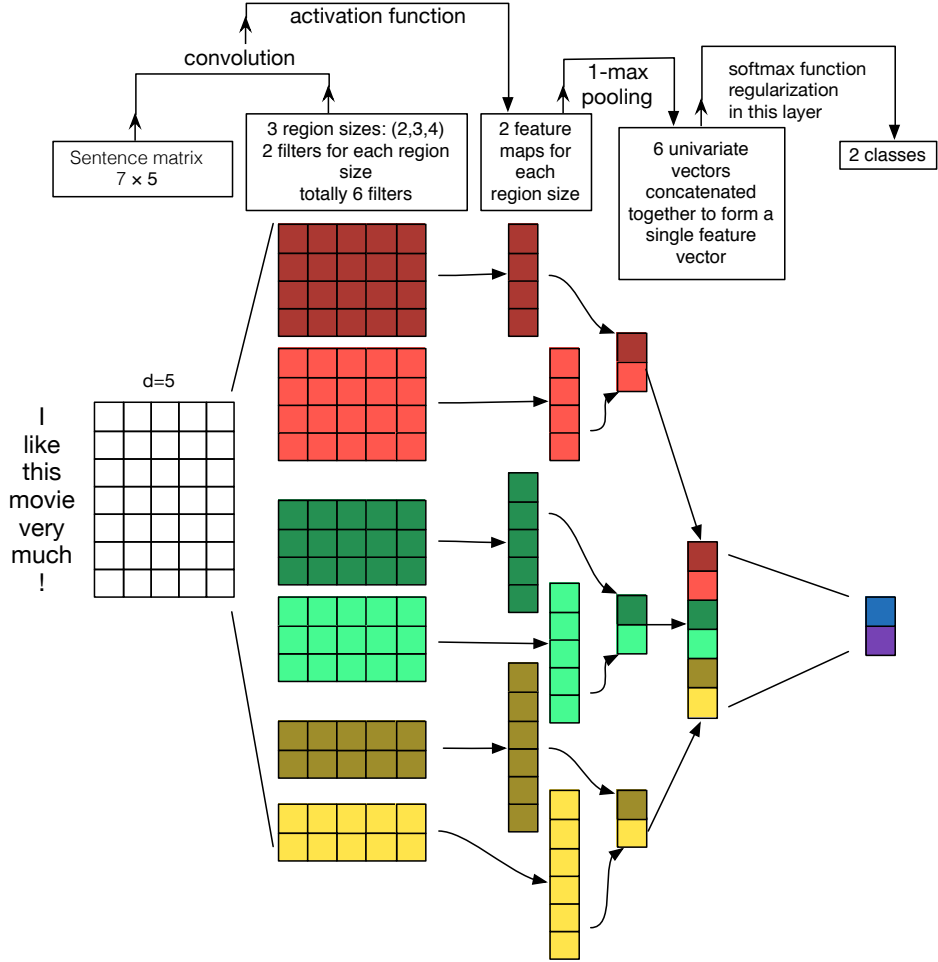 activation function
convolution
1-max
pooling
softmax function
regularization
in this layer
Sentence matrix
7 × 5
3 region sizes: (2,3,4)
2 filters for each region
size
totally 6 filters
2 feature
maps for
each
region size
6 univariate
vectors
concatenated
together to form a
single feature
vector
2 classes
d=5
I
like
this
movie
very
much
!